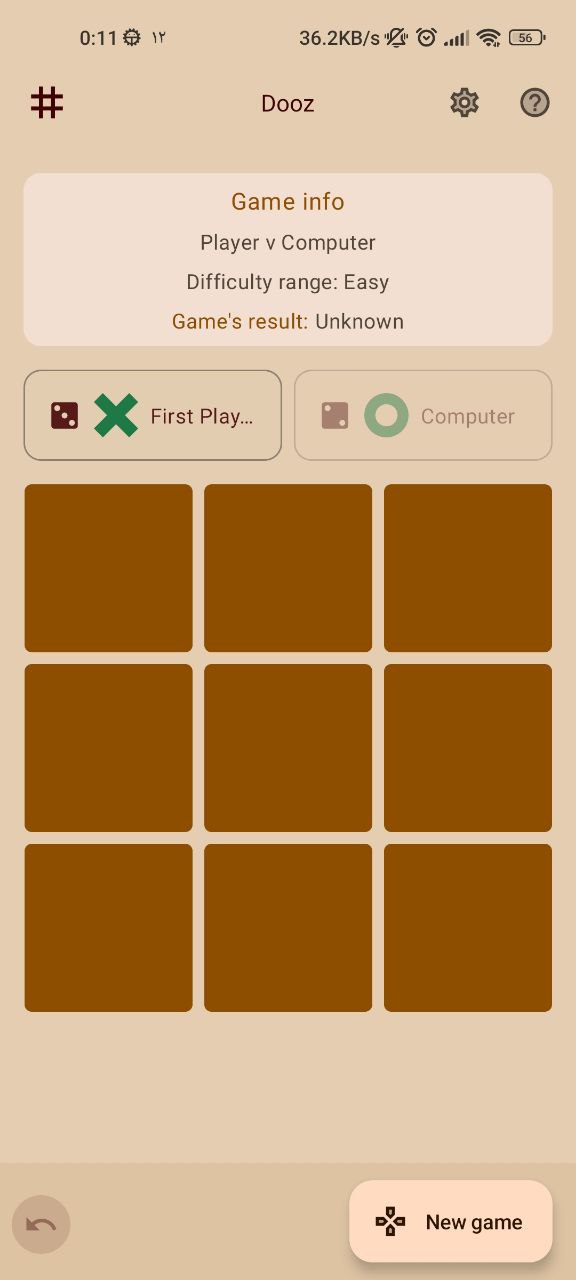 0:11 ۱۲ 36.2KB/s 56
Dooz
Game info
Player v Computer
Difficulty range: Easy
Game's result: Unknown
First Play...
Computer
New game